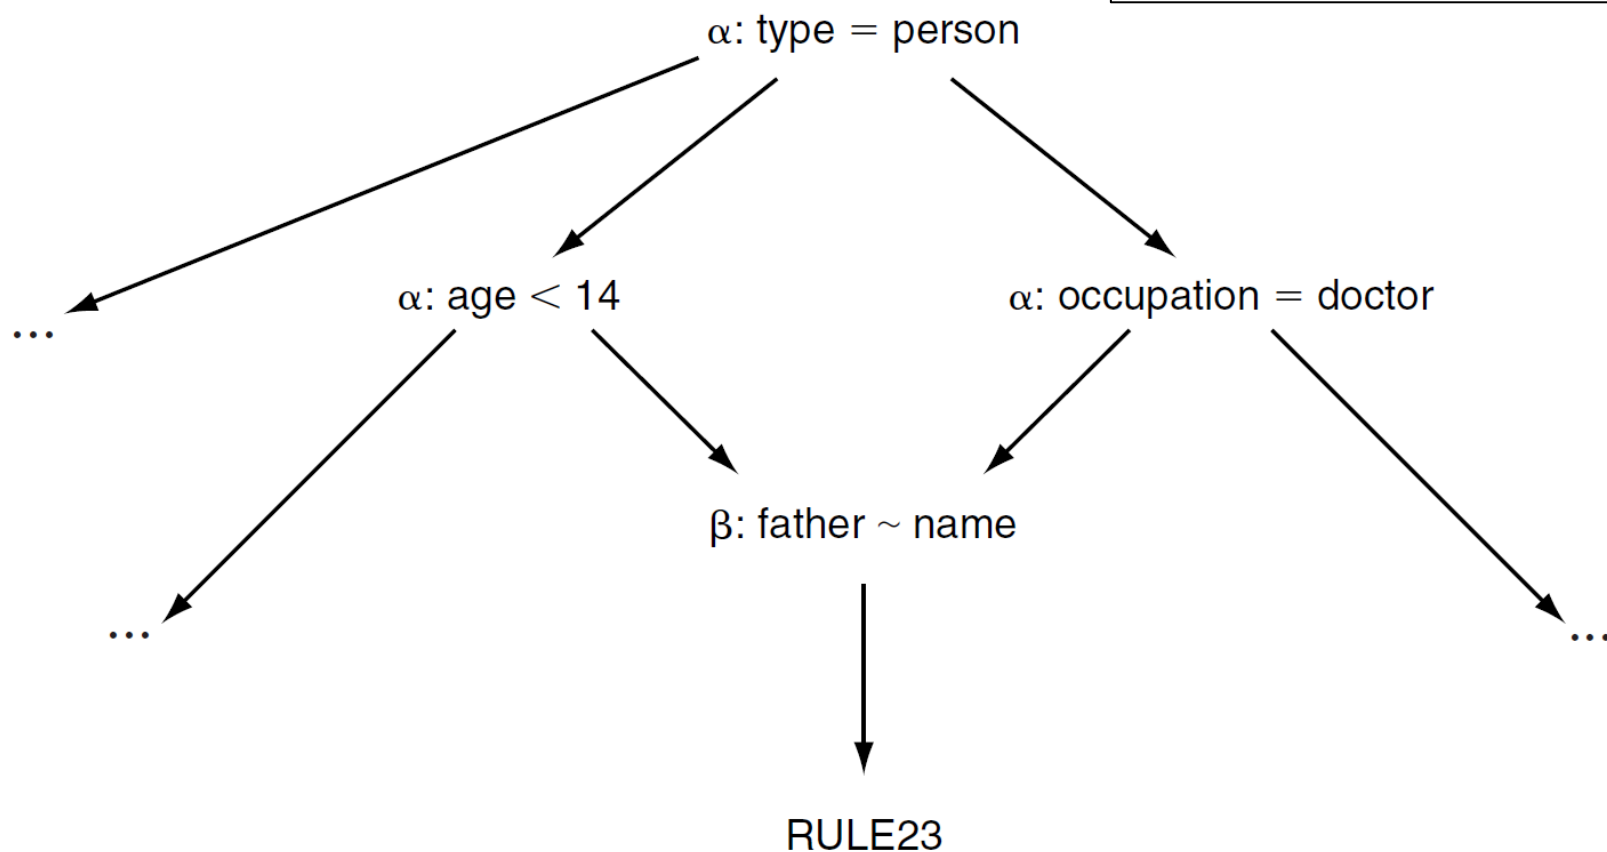 α: type = person
α: age < 14
α: occupation = doctor
...
β: father ~ name
...
...
RULE23